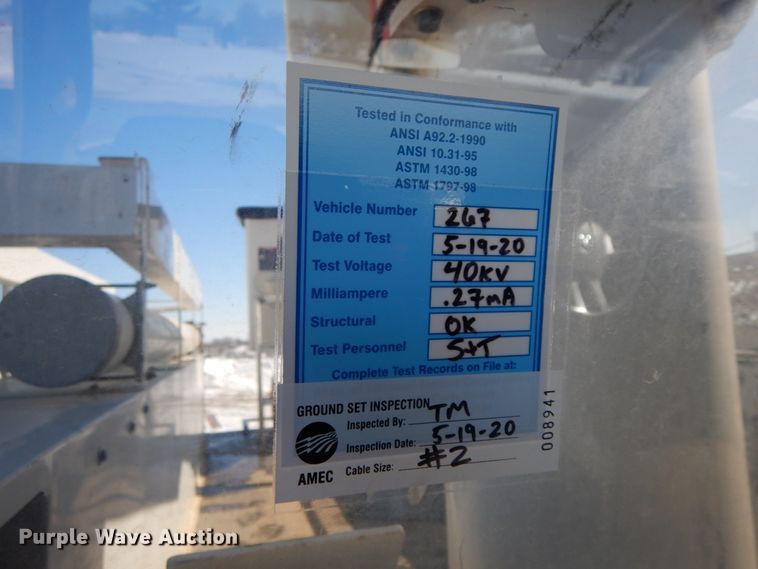 Tested in Conformance with
ANSI A92.2-1990
ANSI 10.31-95
ASTM 1430-98
ASTM 1797-98
Vehicle Number 267
Date of Test 5-19-20
Test Voltage 40KV
Milliampere .27mA
Structural OK
Test Personnel S+T
Complete Test Records on File at:
GROUND SET INSPECTION
Inspected By: TM
Inspection Date: 5-19-20
Cable Size: #2
AMEC
008941
Purple Wave Auction